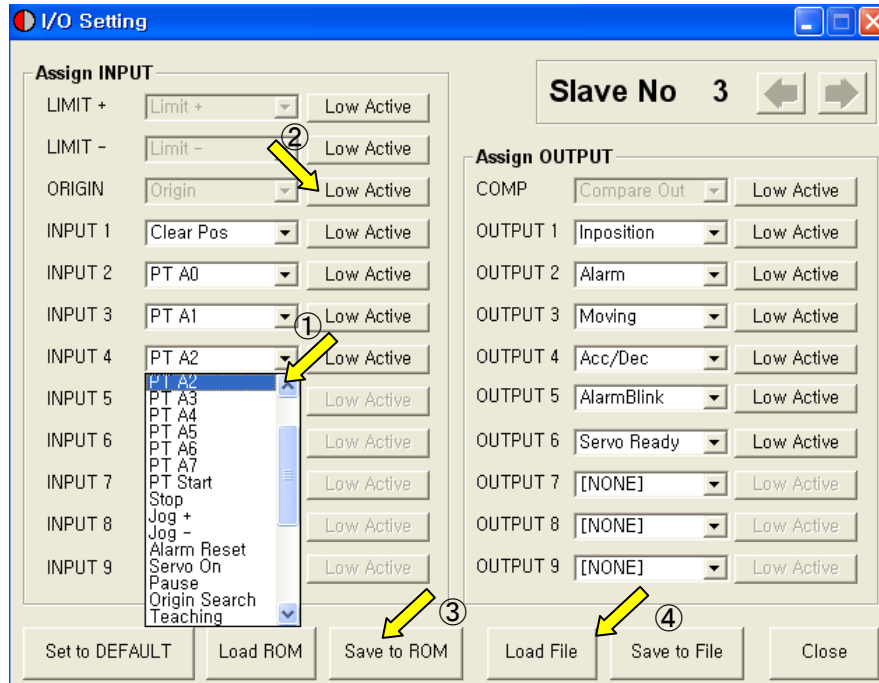 I/O Setting
Assign INPUT
LIMIT + Limit + Low Active
LIMIT - Limit - Low Active
②
ORIGIN Origin Low Active
INPUT 1 Clear Pos Low Active
INPUT 2 PT A0 Low Active
INPUT 3 PT A1 Low Active
①
INPUT 4 PT A2 Low Active
PT A2
PT A3
INPUT 5 Low Active
PT A4
PT A5
INPUT 6 Low Active
PT A6
PT A7
INPUT 7 PT Start Low Active
Stop
Jog +
INPUT 8 Low Active
Jog -
Alarm Reset
INPUT 9 Servo On Low Active
Pause
Origin Search
Teaching
Slave No 3
Assign OUTPUT
COMP Compare Out Low Active
OUTPUT 1 Inposition Low Active
OUTPUT 2 Alarm Low Active
OUTPUT 3 Moving Low Active
OUTPUT 4 Acc/Dec Low Active
OUTPUT 5 AlarmBlink Low Active
OUTPUT 6 Servo Ready Low Active
OUTPUT 7 [NONE] Low Active
OUTPUT 8 [NONE] Low Active
OUTPUT 9 [NONE] Low Active
③ ④
Set to DEFAULT Load ROM Save to ROM Load File Save to File Close